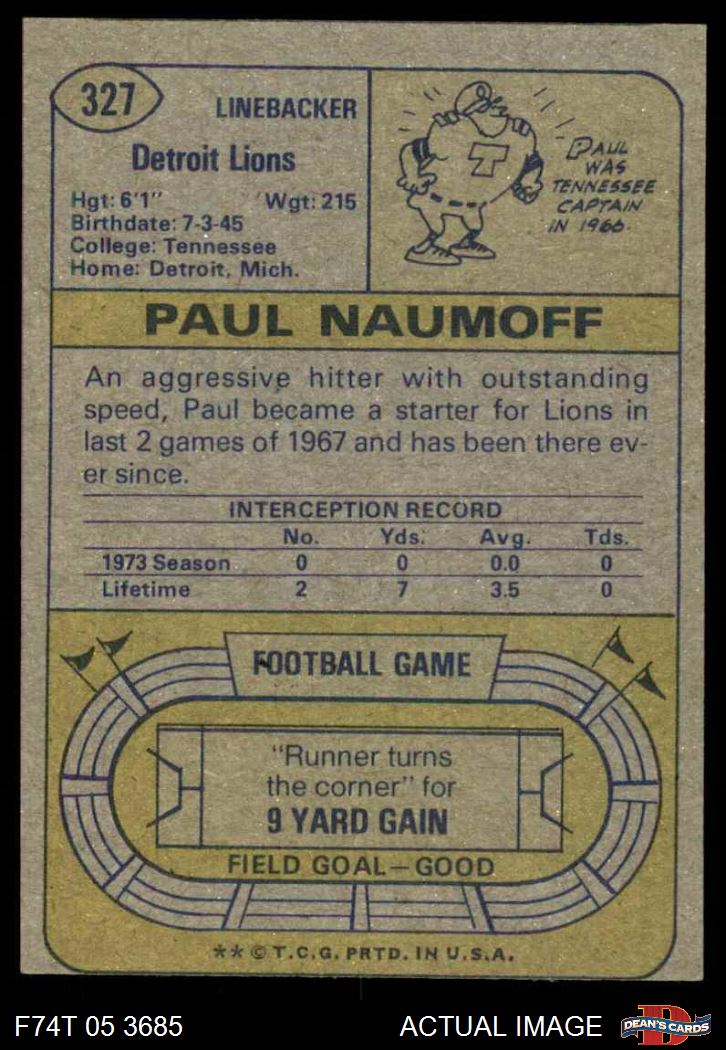 327
LINEBACKER
Detroit Lions
Hgt: 6'1" Wgt: 215
Birthdate: 7-3-45
College: Tennessee
Home: Detroit, Mich.
T
PAUL
WAS
TENNESSEE
CAPTAIN
IN 1966.
PAUL NAUMOFF
An aggressive hitter with outstanding
speed, Paul became a starter for Lions in
last 2 games of 1967 and has been there ev-
er since.
INTERCEPTION RECORD
No. Yds. Avg. Tds.
1973 Season 0 0 0.0 0
Lifetime 2 7 3.5 0
FOOTBALL GAME
"Runner turns
the corner" for
9 YARD GAIN
FIELD GOAL—GOOD
** © T.C.G. PRTD. IN U.S.A.
F74T 05 3685 ACTUAL IMAGE
D
DEAN'S CARDS